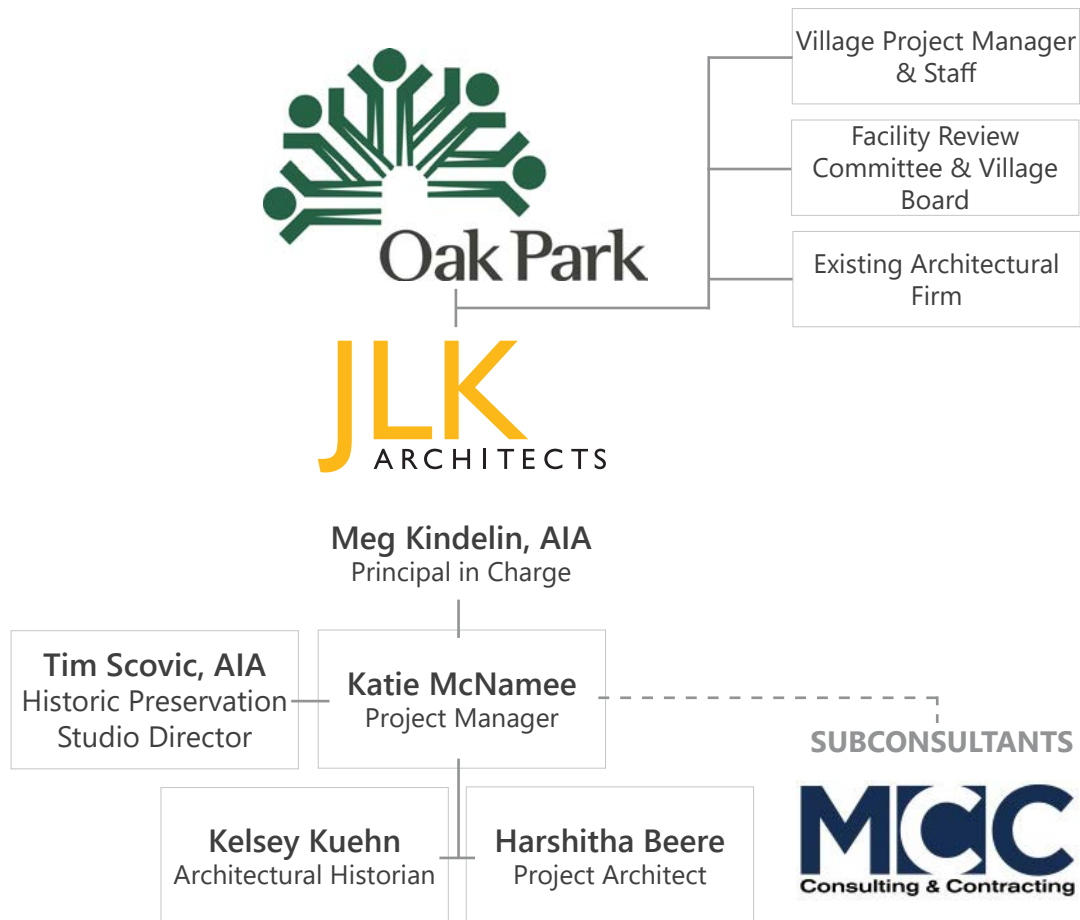 Village Project Manager
& Staff
Facility Review
Committee & Village
Board
Existing Architectural
Firm
Oak Park
JLK
ARCHITECTS
Meg Kindelin, AIA
Principal in Charge
Tim Scovic, AIA
Historic Preservation
Studio Director
Katie McNamee
Project Manager
SUBCONSULTANTS
MCC
Consulting & Contracting
Kelsey Kuehn
Architectural Historian
Harshitha Beere
Project Architect